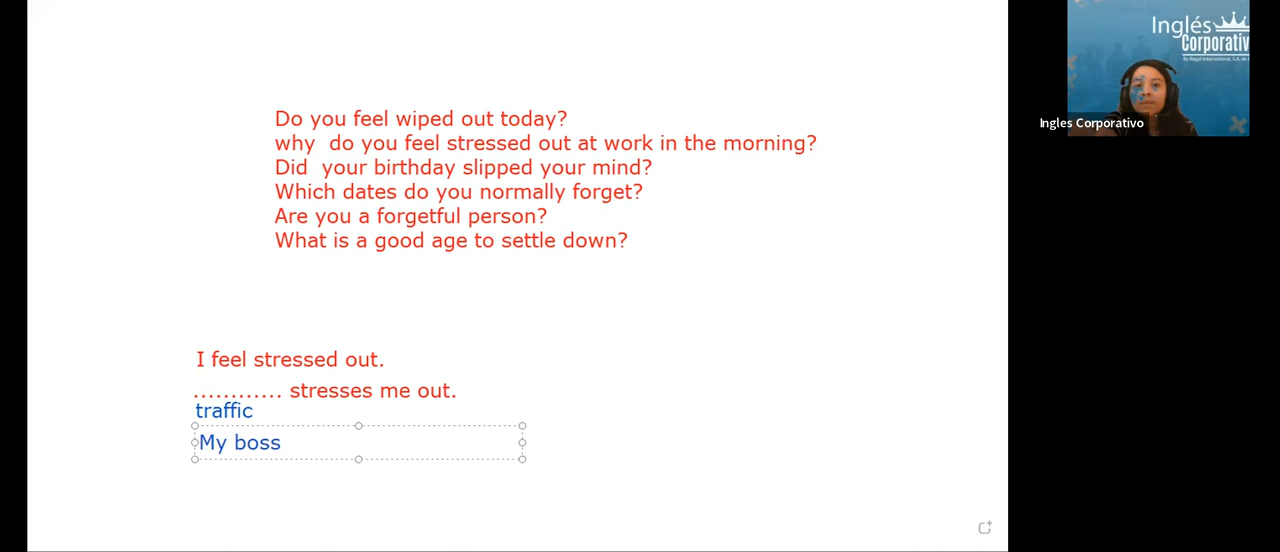 Do you feel wiped out today?
why do you feel stressed out at work in the morning?
Did your birthday slipped your mind?
Which dates do you normally forget?
Are you a forgetful person?
What is a good age to settle down?
I feel stressed out.
............ stresses me out.
traffic
My boss
Inglés
Corporativ
Ingles Corporativo